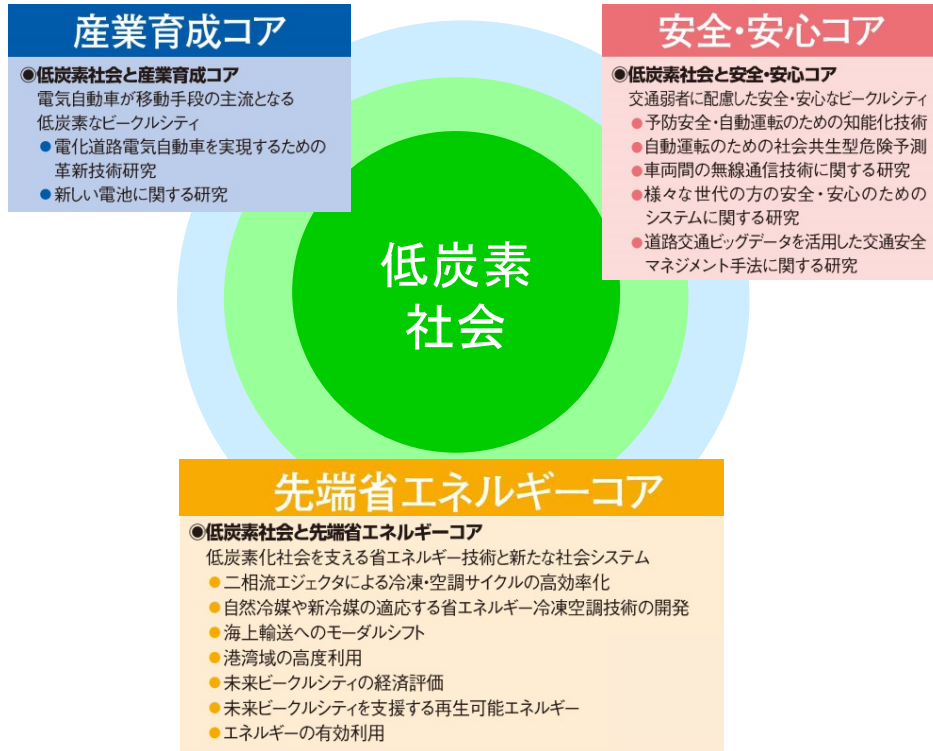 産業育成コア
◉低炭素社会と産業育成コア
電気自動車が移動手段の主流となる
低炭素なビークルシティ
●電化道路電気自動車を実現するための
革新技術研究
●新しい電池に関する研究
安全・安心コア
◉低炭素社会と安全・安心コア
交通弱者に配慮した安全・安心なビークルシティ
●予防安全・自動運転のための知能化技術
●自動運転のための社会共生型危険予測
●車両間の無線通信技術に関する研究
●様々な世代の方の安全・安心のための
システムに関する研究
●道路交通ビッグデータを活用した交通安全
マネジメント手法に関する研究
低炭素
社会
先端省エネルギーコア
◉低炭素社会と先端省エネルギーコア
低炭素化社会を支える省エネルギー技術と新たな社会システム
●二相流エジェクタによる冷凍・空調サイクルの高効率化
●自然冷媒や新冷媒の適応する省エネルギー冷凍空調技術の開発
●海上輸送へのモーダルシフト
●港湾域の高度利用
●未来ビークルシティの経済評価
●未来ビークルシティを支援する再生可能エネルギー
●エネルギーの有効利用